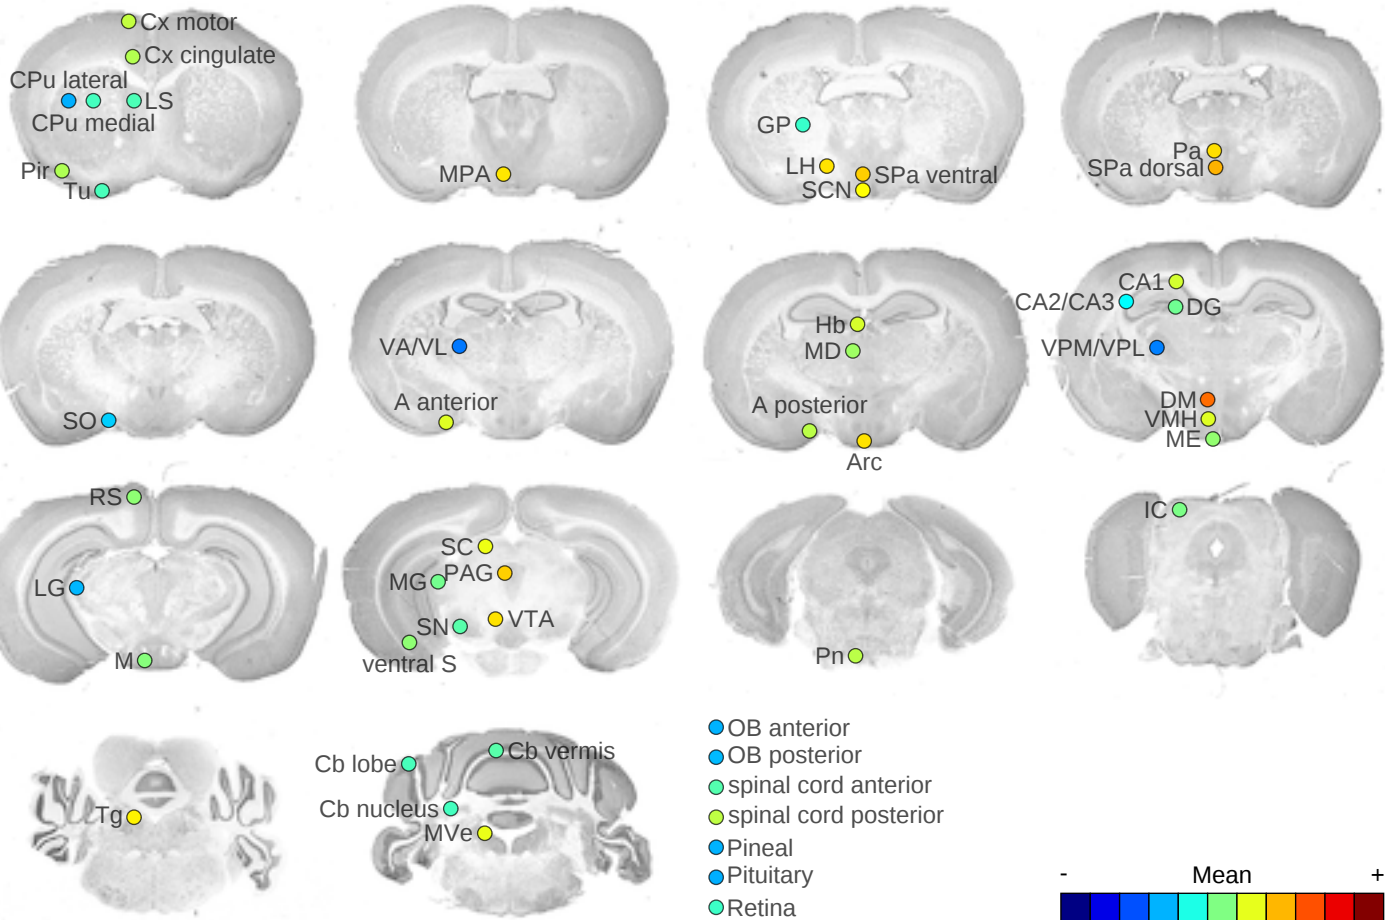 Cx motor
Cx cingulate
CPu lateral
LS
CPu medial
Pir
Tu
MPA
GP
LH
SPa ventral
SCN
Pa
SPa dorsal
SO
VA/VL
A anterior
Hb
MD
A posterior
Arc
CA1
CA2/CA3
DG
VPM/VPL
DM
VMH
ME
RS
LG
M
SC
PAG
MG
VTA
SN
ventral S
Pn
IC
Tg
Cb lobe
Cb vermis
Cb nucleus
MVe
OB anterior
OB posterior
spinal cord anterior
spinal cord posterior
Pineal
Pituitary
Retina
- Mean +